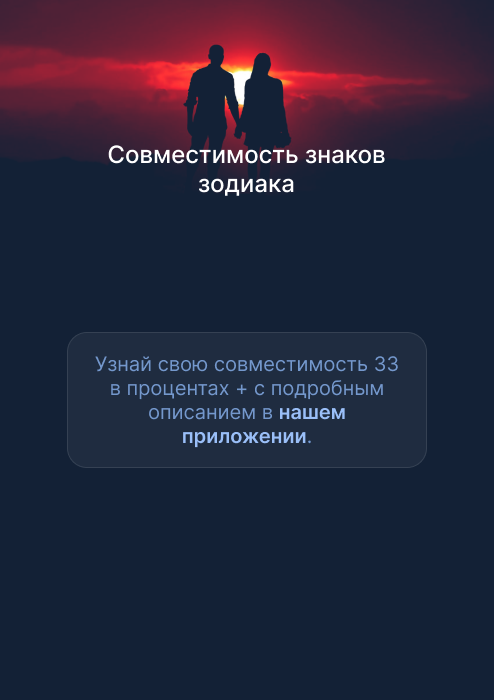 Совместимость знаков
зодиака
Узнай свою совместимость ЗЗ
в процентах + с подробным
описанием в нашем
приложении.